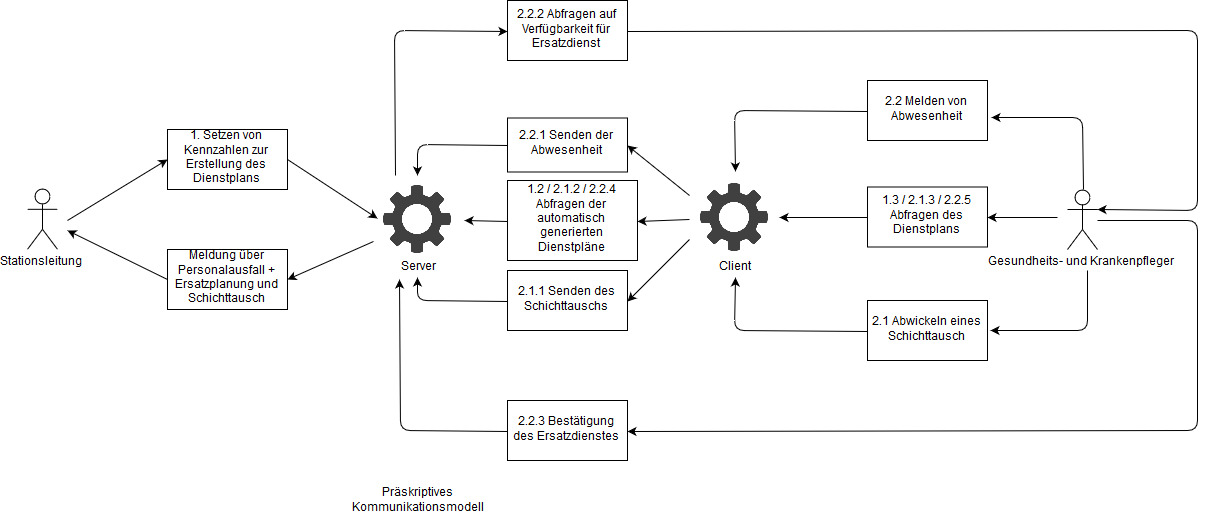 2.2.2 Abfragen auf
Verfügbarkeit für
Ersatzdienst
2.2 Melden von
Abwesenheit
1. Setzen von
Kennzahlen zur
Erstellung des
Dienstplans
2.2.1 Senden der
Abwesenheit
1.2 / 2.1.2 / 2.2.4
Abfragen der
automatisch
generierten
Dienstpläne
1.3 / 2.1.3 / 2.2.5
Abfragen des
Dienstplans
Stationsleitung
Server
Client
Gesundheits- und Krankenpfleger
Meldung über
Personalausfall +
Ersatzplanung und
Schichttausch
2.1.1 Senden des
Schichttauschs
2.1 Abwickeln eines
Schichttausch
2.2.3 Bestätigung
des Ersatzdienstes
Präskriptives
Kommunikationsmodell